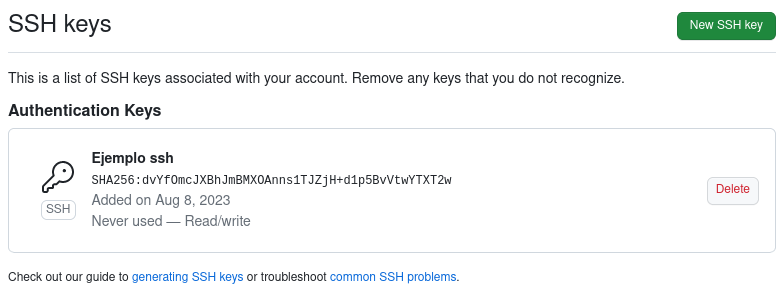 SSH keys
New SSH key
This is a list of SSH keys associated with your account. Remove any keys that you do not recognize.
Authentication Keys
Ejemplo ssh
SHA256:dvYfOmcJXBhJmBMXOAnns1TJZjH+d1p5BvVtwYTXT2w
SSH
Added on Aug 8, 2023
Never used — Read/write
Delete
Check out our guide to generating SSH keys or troubleshoot common SSH problems.